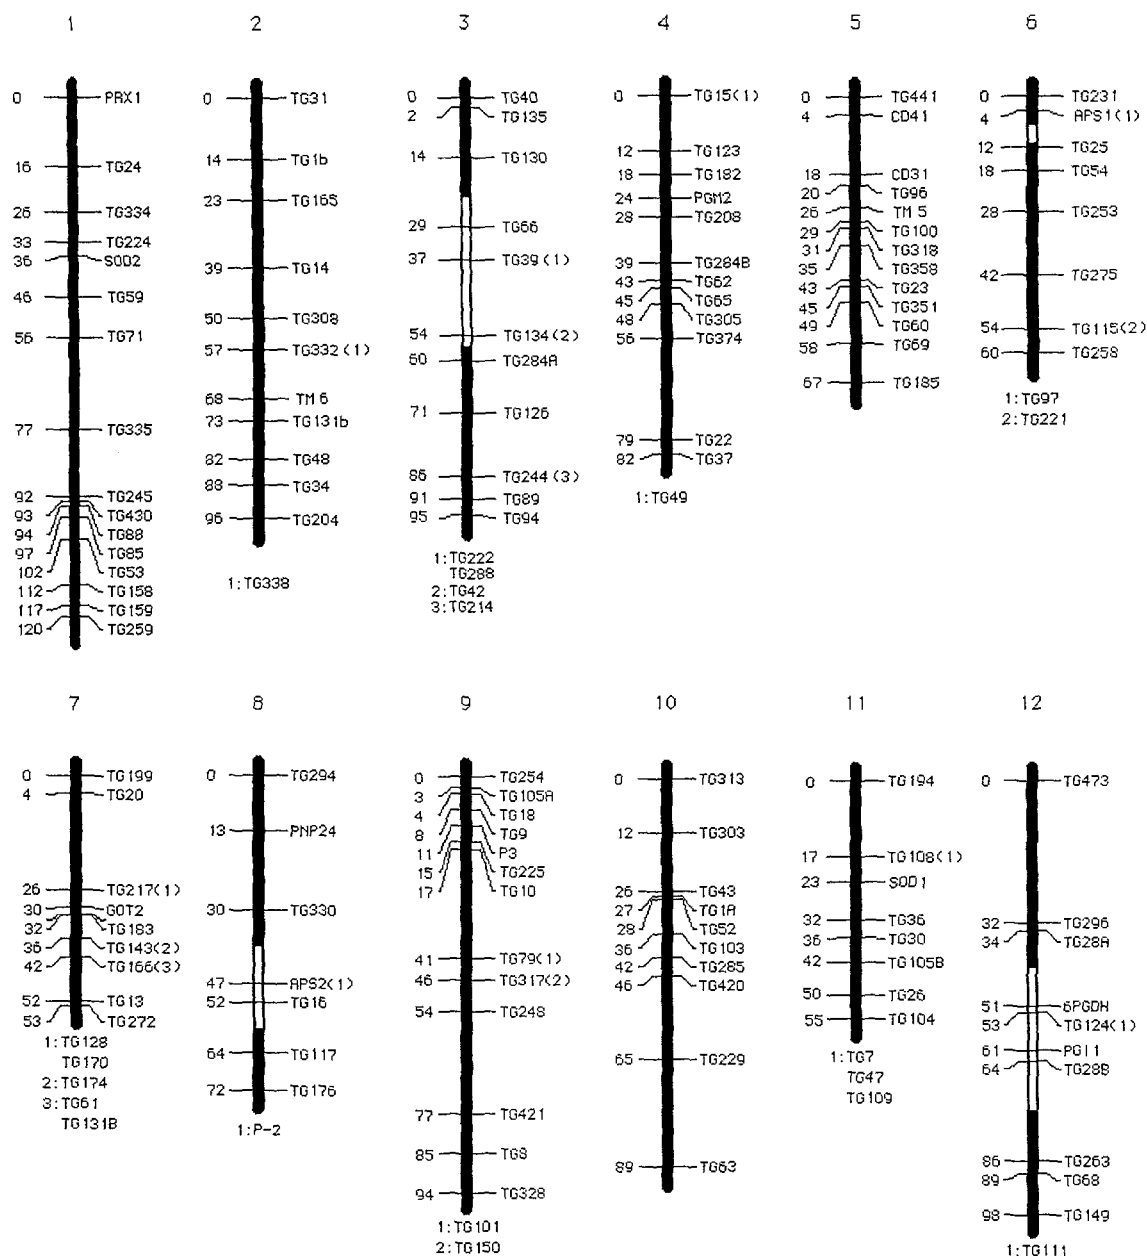 1 2 3 4 5 6
0 PRX1
16 TG24
26 TG334
33 TG224
36 SOD2
46 TG59
56 TG71
77 TG335
92 TG245
93 TG430
94 TG88
97 TG85
102 TG53
112 TG158
117 TG159
120 TG259
0 TG31
14 TG1b
23 TG165
39 TG14
50 TG308
57 TG332(1)
68 TM6
73 TG131b
82 TG48
88 TG34
96 TG204
1:TG338
0 TG40
2 TG135
14 TG130
29 TG66
37 TG39(1)
54 TG134(2)
60 TG284A
71 TG126
86 TG244(3)
91 TG89
95 TG94
1:TG222
TG288
2:TG42
3:TG214
0 TG15(1)
12 TG123
18 TG182
24 PGM2
28 TG208
39 TG284B
43 TG62
45 TG65
48 TG305
56 TG374
79 TG22
82 TG37
1:TG49
0 TG441
4 CD41
18 CD31
20 TG96
26 TM5
29 TG100
31 TG318
35 TG358
43 TG23
45 TG351
49 TG60
58 TG69
67 TG185
0 TG231
4 APS1(1)
12 TG25
18 TG54
28 TG253
42 TG275
54 TG115(2)
60 TG258
1:TG97
2:TG221
7 8 9 10 11 12
0 TG199
4 TG20
26 TG217(1)
30 GOT2
32 TG183
36 TG143(2)
42 TG166(3)
52 TG13
53 TG272
1:TG128
TG170
2:TG174
3:TG61
TG131B
0 TG294
13 PNP24
30 TG330
47 APS2(1)
52 TG16
64 TG117
72 TG176
1:P-2
0 TG254
3 TG105A
4 TG18
8 TG9
11 P3
15 TG225
17 TG10
41 TG79(1)
46 TG317(2)
54 TG248
77 TG421
85 TG8
94 TG328
1:TG101
2:TG150
0 TG313
12 TG303
26 TG43
27 TG1A
28 TG52
36 TG103
42 TG285
46 TG420
65 TG229
89 TG63
0 TG194
17 TG108(1)
23 SOD1
32 TG36
36 TG30
42 TG105B
50 TG26
55 TG104
1:TG7
TG47
TG109
0 TG473
32 TG296
34 TG28A
51 6PGDH
53 TG124(1)
61 PGI1
64 TG28B
86 TG263
89 TG68
98 TG149
1:TG111